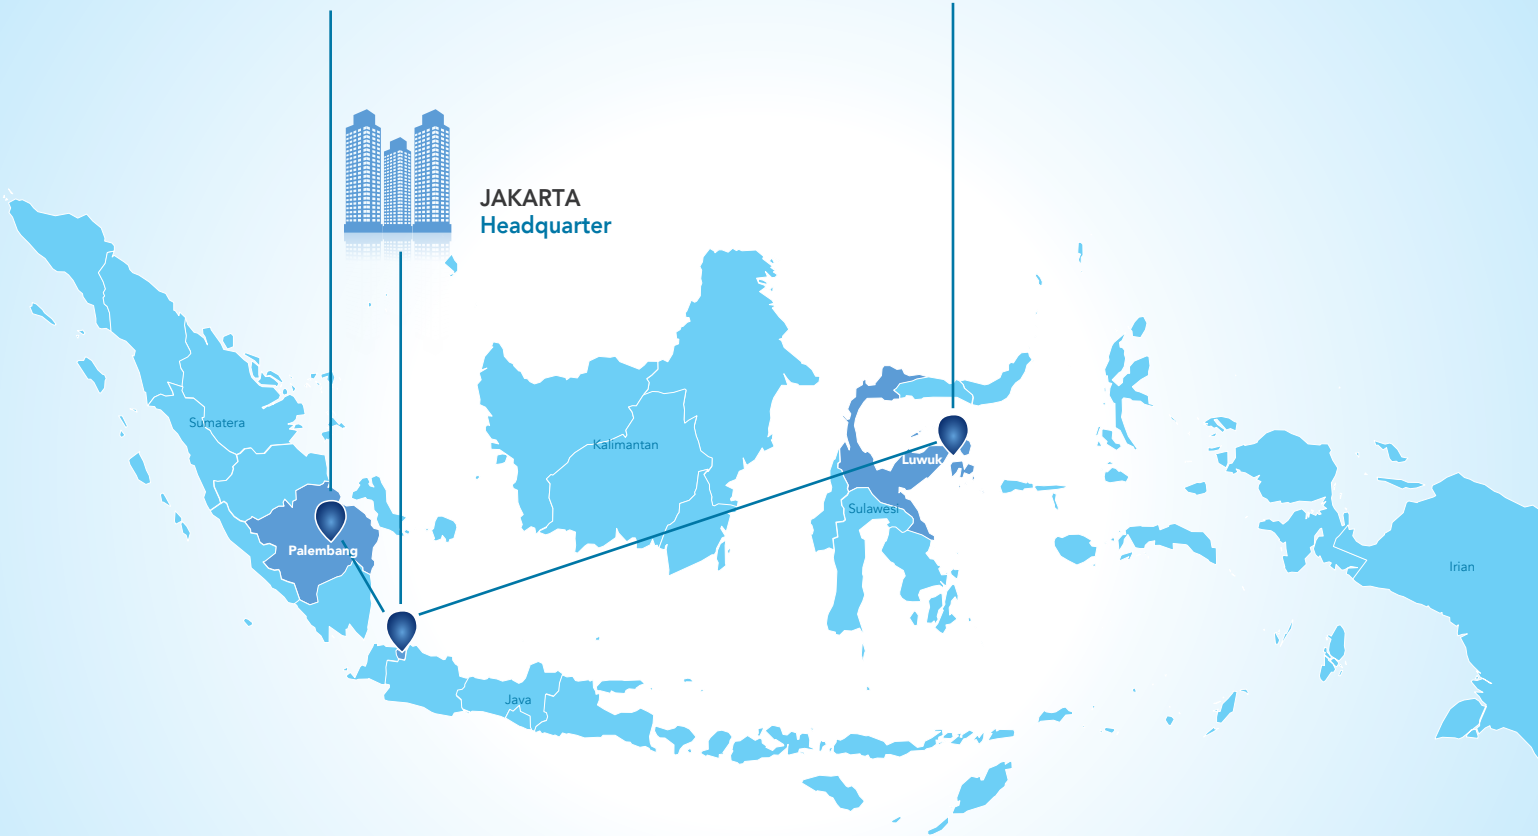 JAKARTA
Headquarter
Sumatera
Kalimantan
Luwuk
Sulawesi
Palembang
Irian
Java